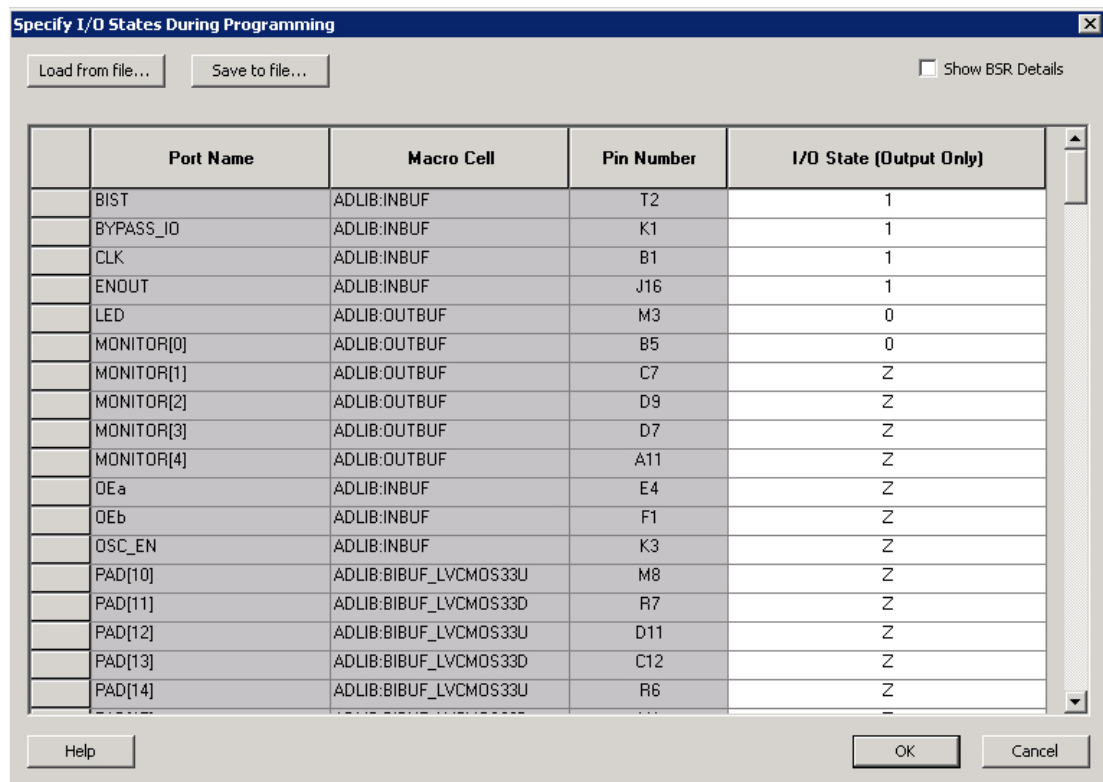 Specify I/O States During Programming
Load from file... Save to file... Show BSR Details
Port Name Macro Cell Pin Number I/O State (Output Only)
BIST ADLIB:INBUF T2 1
BYPASS_IO ADLIB:INBUF K1 1
CLK ADLIB:INBUF B1 1
ENOUT ADLIB:INBUF J16 1
LED ADLIB:OUTBUF M3 0
MONITOR[0] ADLIB:OUTBUF B5 0
MONITOR[1] ADLIB:OUTBUF C7 Z
MONITOR[2] ADLIB:OUTBUF D9 Z
MONITOR[3] ADLIB:OUTBUF D7 Z
MONITOR[4] ADLIB:OUTBUF A11 Z
OEa ADLIB:INBUF E4 Z
OEb ADLIB:INBUF F1 Z
OSC_EN ADLIB:INBUF K3 Z
PAD[10] ADLIB:BIBUF_LVCMOS33U M8 Z
PAD[11] ADLIB:BIBUF_LVCMOS33D R7 Z
PAD[12] ADLIB:BIBUF_LVCMOS33U D11 Z
PAD[13] ADLIB:BIBUF_LVCMOS33D C12 Z
PAD[14] ADLIB:BIBUF_LVCMOS33U R6 Z
Help OK Cancel